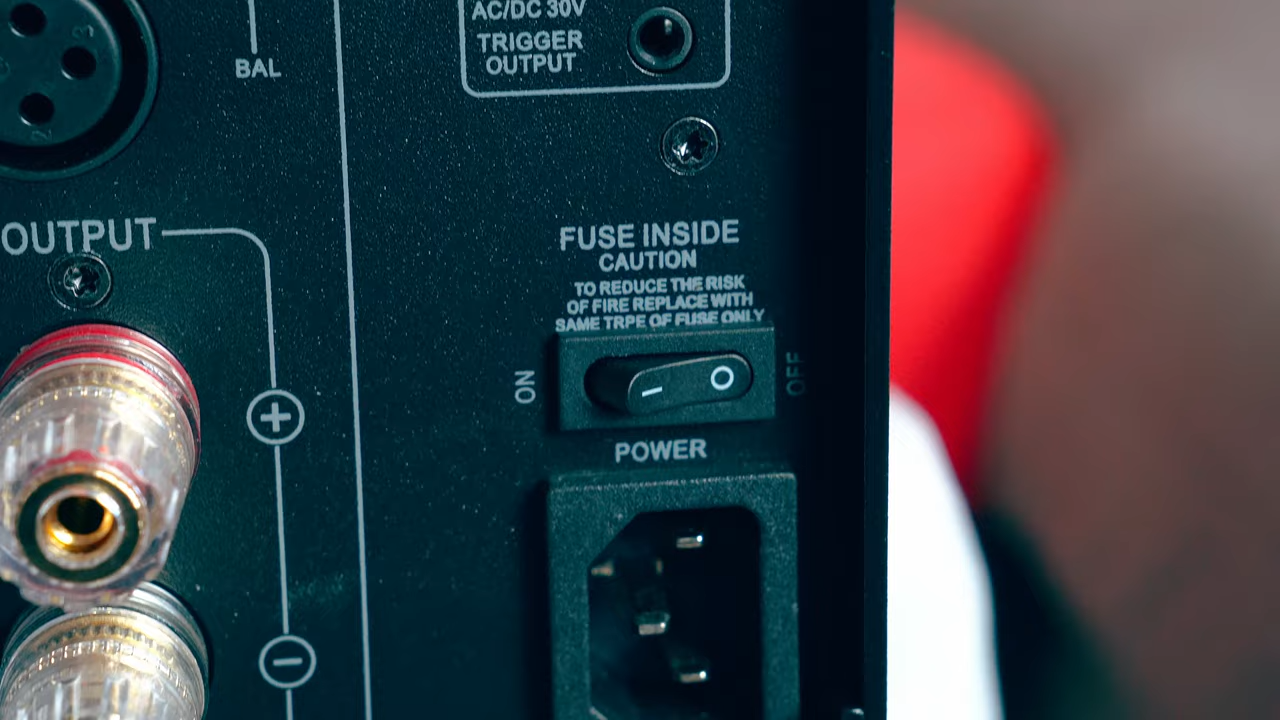 AC/DC 30V
TRIGGER
OUTPUT
BAL
OUTPUT
FUSE INSIDE
CAUTION
TO REDUCE THE RISK
OF FIRE REPLACE WITH
SAME TRPE OF FUSE ONLY
ON
OFF
POWER